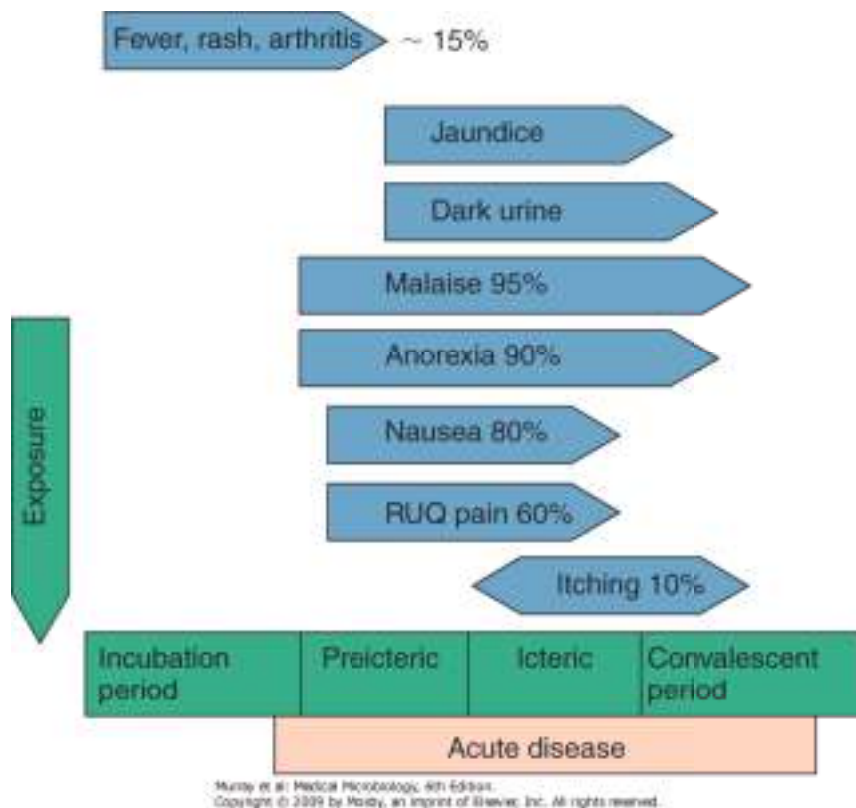 Fever, rash, arthritis
~ 15%
Jaundice
Dark urine
Malaise 95%
Anorexia 90%
Nausea 80%
RUQ pain 60%
Itching 10%
Exposure
Incubation
period
Preicteric
Icteric
Convalescent
period
Acute disease
Murray et al: Medical Microbiology, 6th Edition.
Copyright © 2009 by Mosby, an imprint of Elsevier, Inc. All rights reserved.